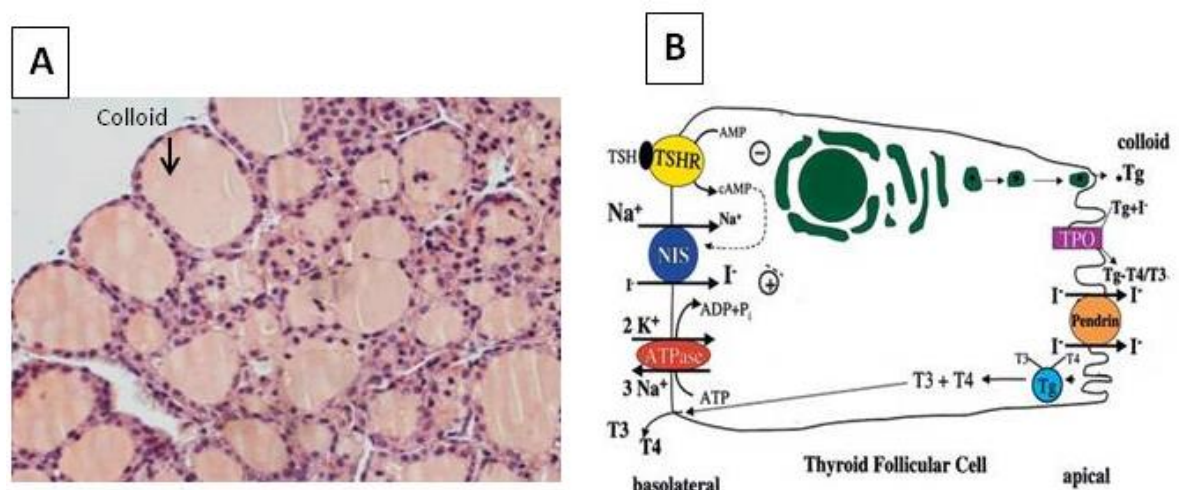 A
Colloid
B
AMP
TSH
TSHR
−
cAMP
Na⁺
Na⁺
NIS
I⁻
I⁻
+
ADP+Pᵢ
2 K⁺
ATPase
3 Na⁺
ATP
T3
T4
basolateral
colloid
Tg
Tg+I⁻
TPO
Tg-T4/T3
I⁻
I⁻
Pendrin
I⁻
I⁻
T3
T4
Tg
T3 + T4
Thyroid Follicular Cell
apical